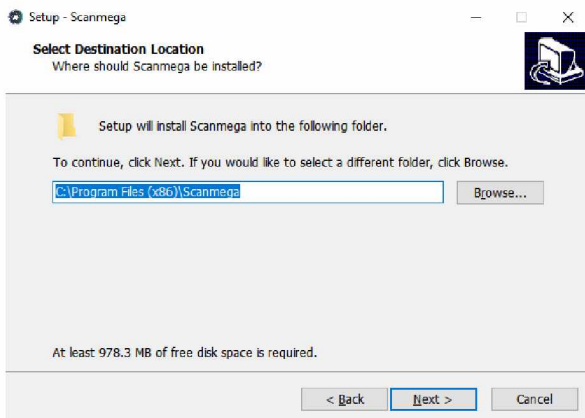 Setup - Scanmega
Select Destination Location
Where should Scanmega be installed?
Setup will install Scanmega into the following folder.
To continue, click Next. If you would like to select a different folder, click Browse.
C:\Program Files (x86)\Scanmega
Browse...
At least 978.3 MB of free disk space is required.
< Back
Next >
Cancel